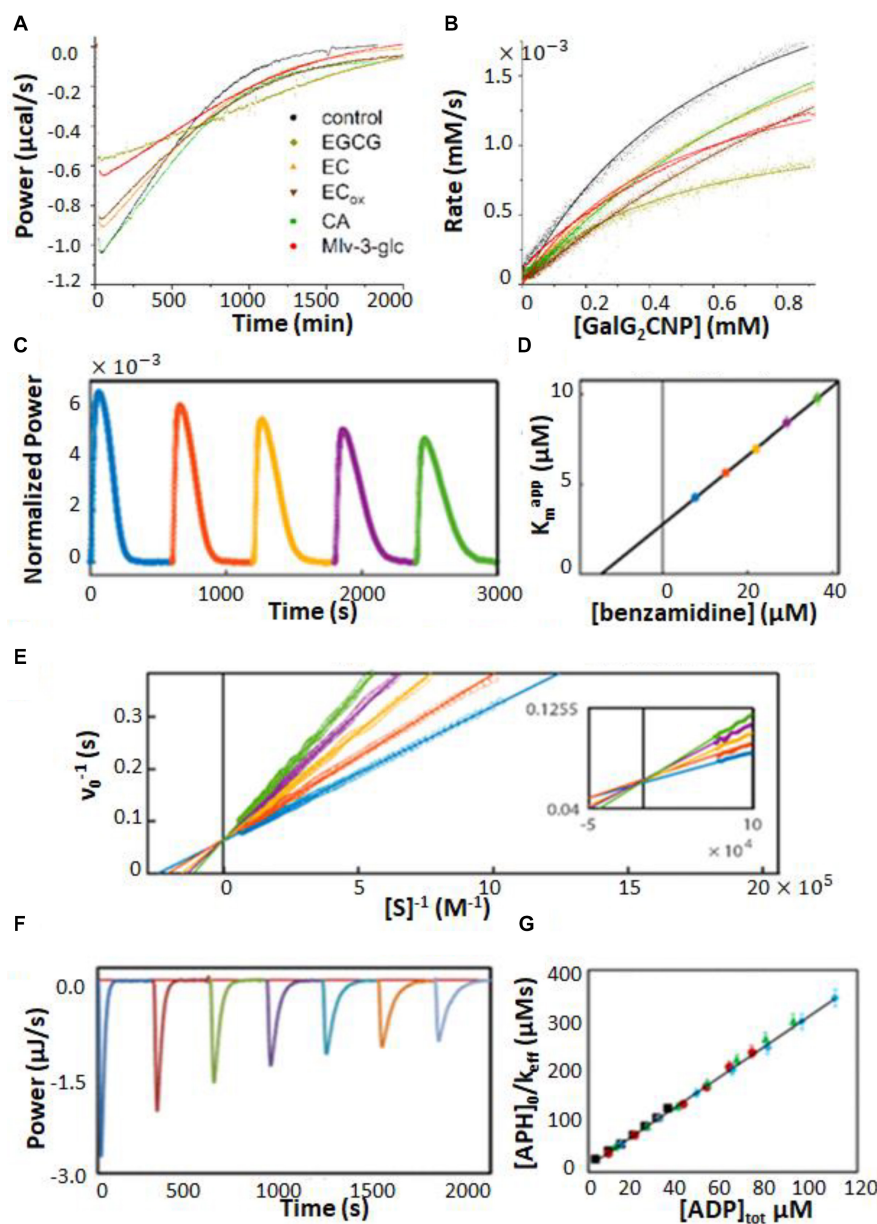 A
Power (μcal/s)
0.0
-0.2
-0.4
-0.6
-0.8
-1.0
-1.2
control
EGCG
EC
ECox
CA
Mlv-3-glc
0
500
1000
1500
2000
Time (min)
B
× 10⁻³
Rate (mM/s)
1.5
1.0
0.5
0
0
0.2
0.4
0.6
0.8
[GalG₂CNP] (mM)
C
× 10⁻³
Normalized Power
6
4
2
0
0
1000
2000
3000
Time (s)
D
Kₘᵃᵖᵖ (μM)
10
5
0
0
20
40
[benzamidine] (μM)
E
v₀⁻¹ (s)
0.3
0.2
0.1
0
0
5
10
15
20 × 10⁵
[S]⁻¹ (M⁻¹)
0.1255
0.04
-5
10
× 10⁴
F
Power (μJ/s)
0.0
-1.5
-3.0
0
500
1000
1500
2000
Time (s)
G
[APH]₀/k_eff (μMs)
400
300
200
100
0
0
20
40
60
80
100
120
[ADP]tot μM